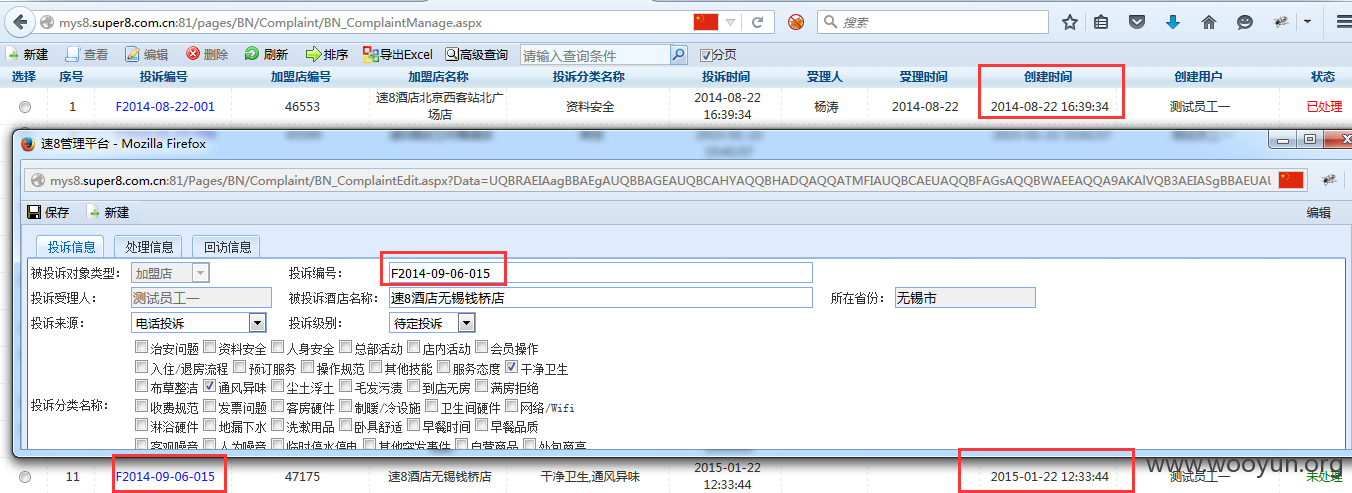 mys8.super8.com.cn:81/pages/BN/Complaint/BN_ComplaintManage.aspx 搜索
新建 查看 编辑 删除 刷新 排序 导出Excel 高级查询 请输入查询条件 分页
选择 序号 投诉编号 加盟店编号 加盟店名称 投诉分类名称 投诉时间 受理人 受理时间 创建时间 创建用户 状态
1 F2014-08-22-001 46553 速8酒店北京西客站北广场店 资料安全 2014-08-22 16:39:34 杨涛 2014-08-22 2014-08-22 16:39:34 测试员工一 已处理
速8管理平台 - Mozilla Firefox
mys8.super8.com.cn:81/Pages/BN/Complaint/BN_ComplaintEdit.aspx?Data=UQBRAEIAagBBAEgAUQBBAGEAUQBCAHYAQQBHADQAQQATMFIAUQBCAEUAQQBFAGsAQQBWAEEAQQA9AKAlVQB3AEIASgBBAEUAU
保存 新建 编辑
投诉信息 处理信息 回访信息
被投诉对象类型: 加盟店 投诉编号: F2014-09-06-015
投诉受理人: 测试员工一 被投诉酒店名称: 速8酒店无锡钱桥店 所在省份: 无锡市
投诉来源: 电话投诉 投诉级别: 待定投诉
治安问题 资料安全 人身安全 总部活动 店内活动 会员操作
入住/退房流程 预订服务 操作规范 其他技能 服务态度 干净卫生
布草整洁 通风异味 尘土浮土 毛发污渍 到店无房 满房拒绝
投诉分类名称: 收费规范 发票问题 客房硬件 制暖/冷设施 卫生间硬件 网络/Wifi
淋浴硬件 地漏下水 洗漱用品 卧具舒适 早餐时间 早餐品质
客观噪音 人为噪音 临时停水停电 其他突发事件 自营商品 外包商高
11 F2014-09-06-015 47175 速8酒店无锡钱桥店 干净卫生,通风异味 2015-01-22 12:33:44 2015-01-22 12:33:44 测试员工一 未处理
www.wooyun.org